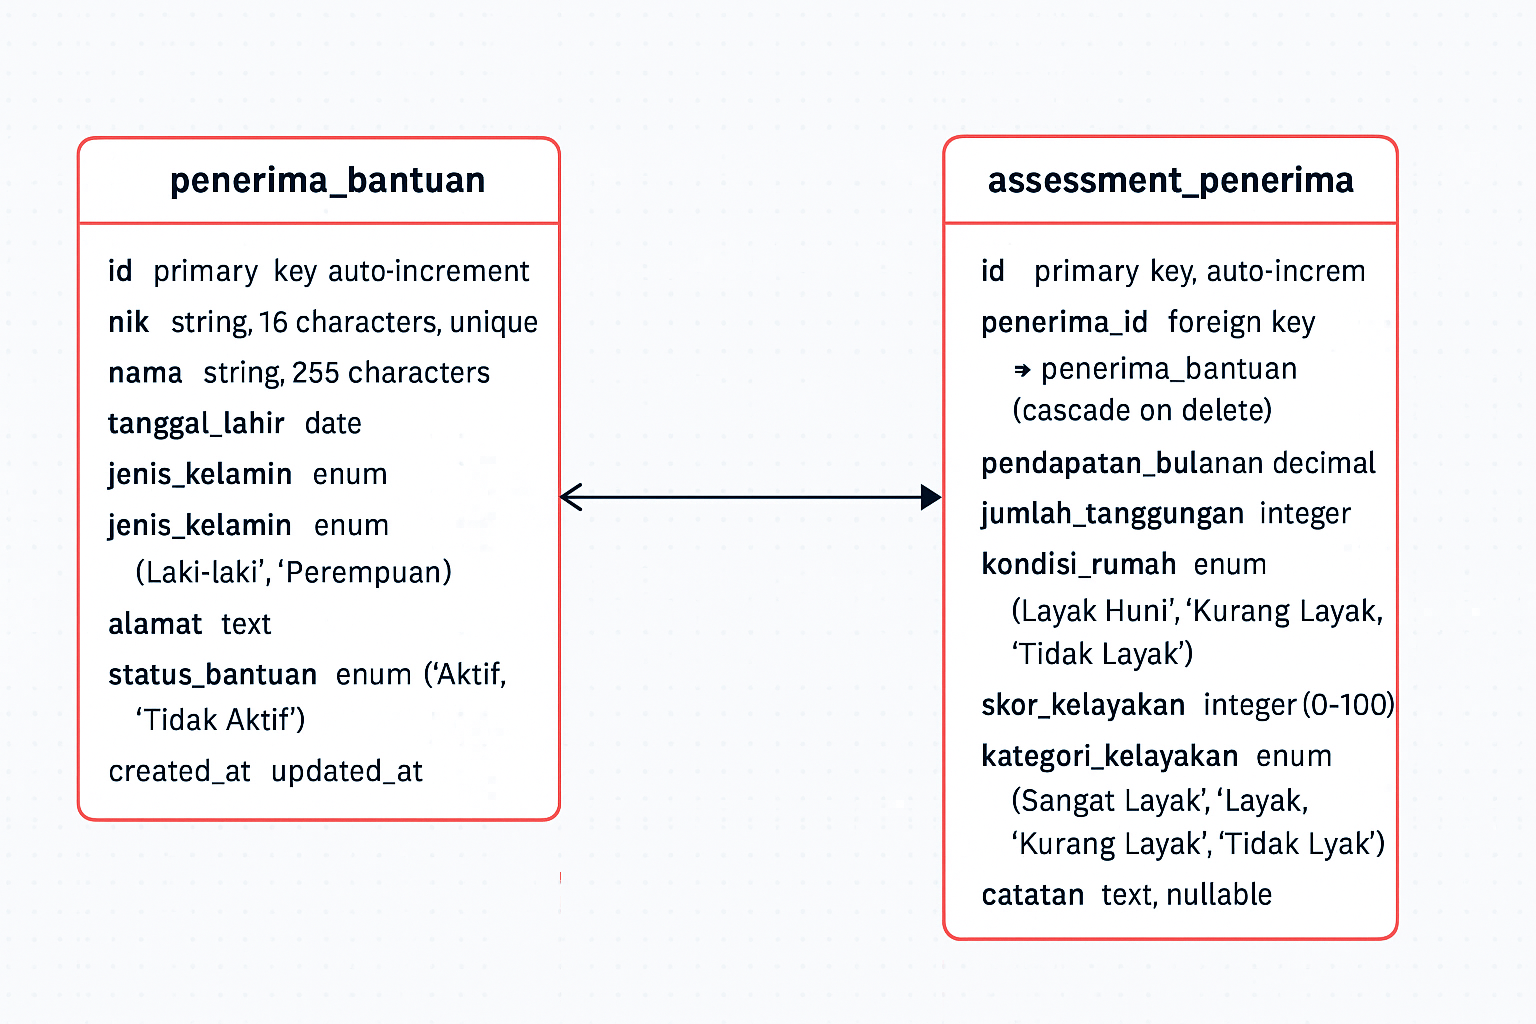 penerima_bantuan
id primary key auto-increment
nik string, 16 characters, unique
nama string, 255 characters
tanggal_lahir date
jenis_kelamin enum
jenis_kelamin enum
(Laki-laki’, ‘Perempuan)
alamat text
status_bantuan enum (‘Aktif,
‘Tidak Aktif’)
created_at updated_at
assessment_penerima
id primary key, auto-increm
penerima_id foreign key
→ penerima_bantuan
(cascade on delete)
pendapatan_bulanan decimal
jumlah_tanggungan integer
kondisi_rumah enum
(Layak Huni’, ‘Kurang Layak,
‘Tidak Layak’)
skor_kelayakan integer (0-100)
kategori_kelayakan enum
(Sangat Layak’, ‘Layak,
‘Kurang Layak’, ‘Tidak Lyak’)
catatan text, nullable